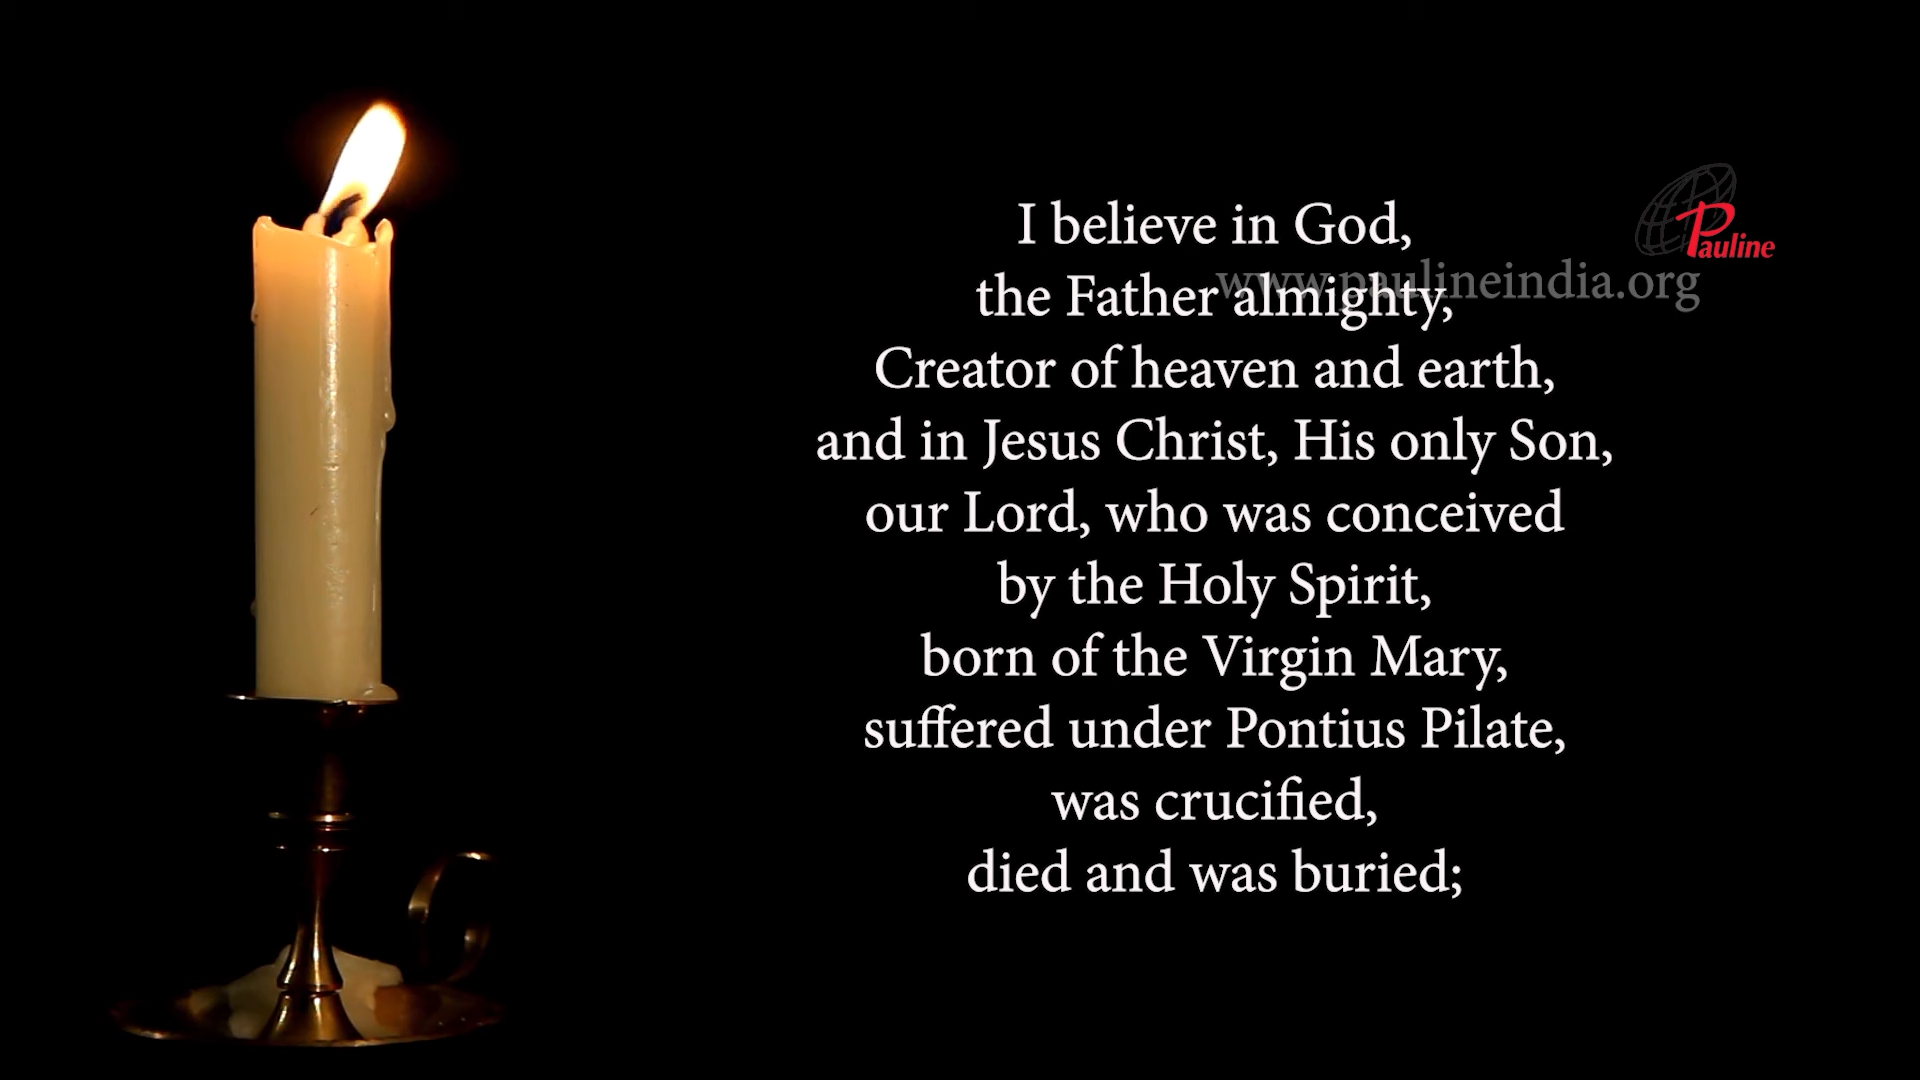 I believe in God,
the Father almighty,
Creator of heaven and earth,
and in Jesus Christ, His only Son,
our Lord, who was conceived
by the Holy Spirit,
born of the Virgin Mary,
suffered under Pontius Pilate,
was crucified,
died and was buried;
Pauline
www.paulineindia.org